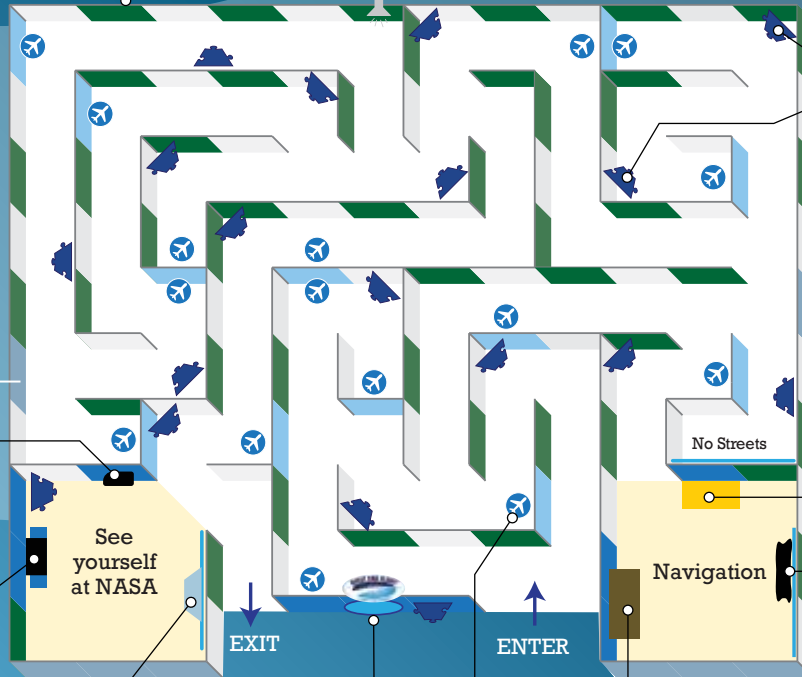 No Streets
See
yourself
at NASA
Navigation
EXIT
ENTER